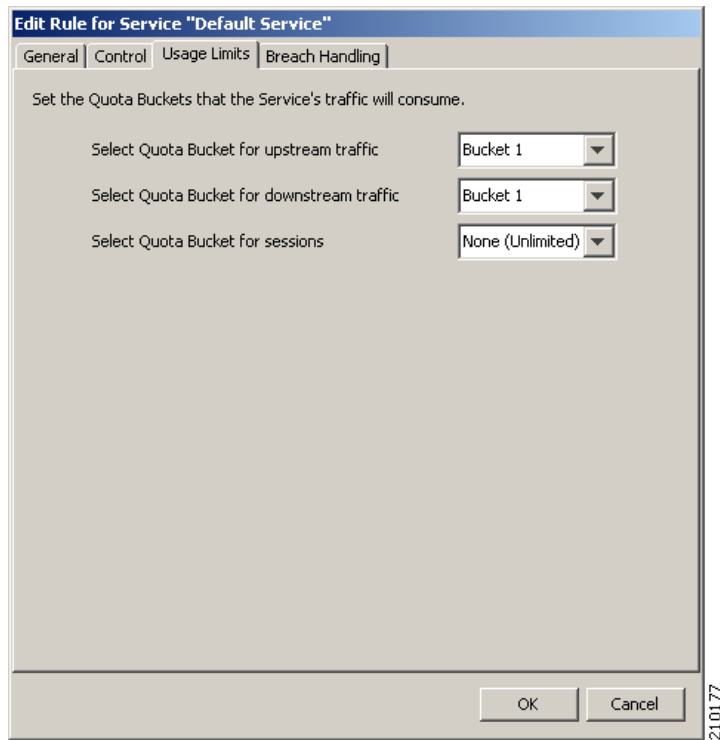 Edit Rule for Service "Default Service"
General Control Usage Limits Breach Handling
Set the Quota Buckets that the Service's traffic will consume.
Select Quota Bucket for upstream traffic Bucket 1
Select Quota Bucket for downstream traffic Bucket 1
Select Quota Bucket for sessions None (Unlimited)
OK Cancel
210177